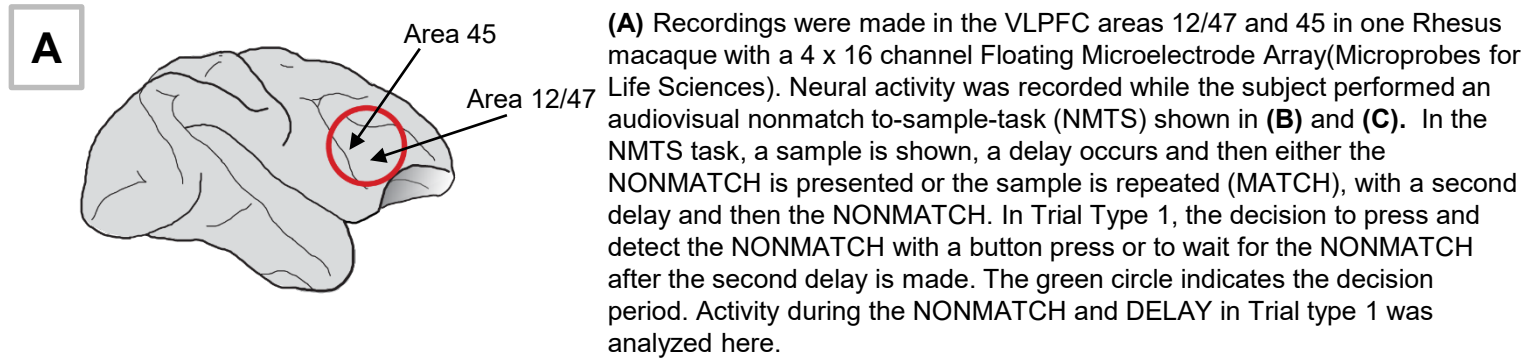 A
Area 45
Area 12/47
(A) Recordings were made in the VLPFC areas 12/47 and 45 in one Rhesus
macaque with a 4 x 16 channel Floating Microelectrode Array(Microprobes for
Life Sciences). Neural activity was recorded while the subject performed an
audiovisual nonmatch to-sample-task (NMTS) shown in (B) and (C).  In the
NMTS task, a sample is shown, a delay occurs and then either the
NONMATCH is presented or the sample is repeated (MATCH), with a second
delay and then the NONMATCH. In Trial Type 1, the decision to press and
detect the NONMATCH with a button press or to wait for the NONMATCH
after the second delay is made. The green circle indicates the decision
period. Activity during the NONMATCH and DELAY in Trial type 1 was
analyzed here.